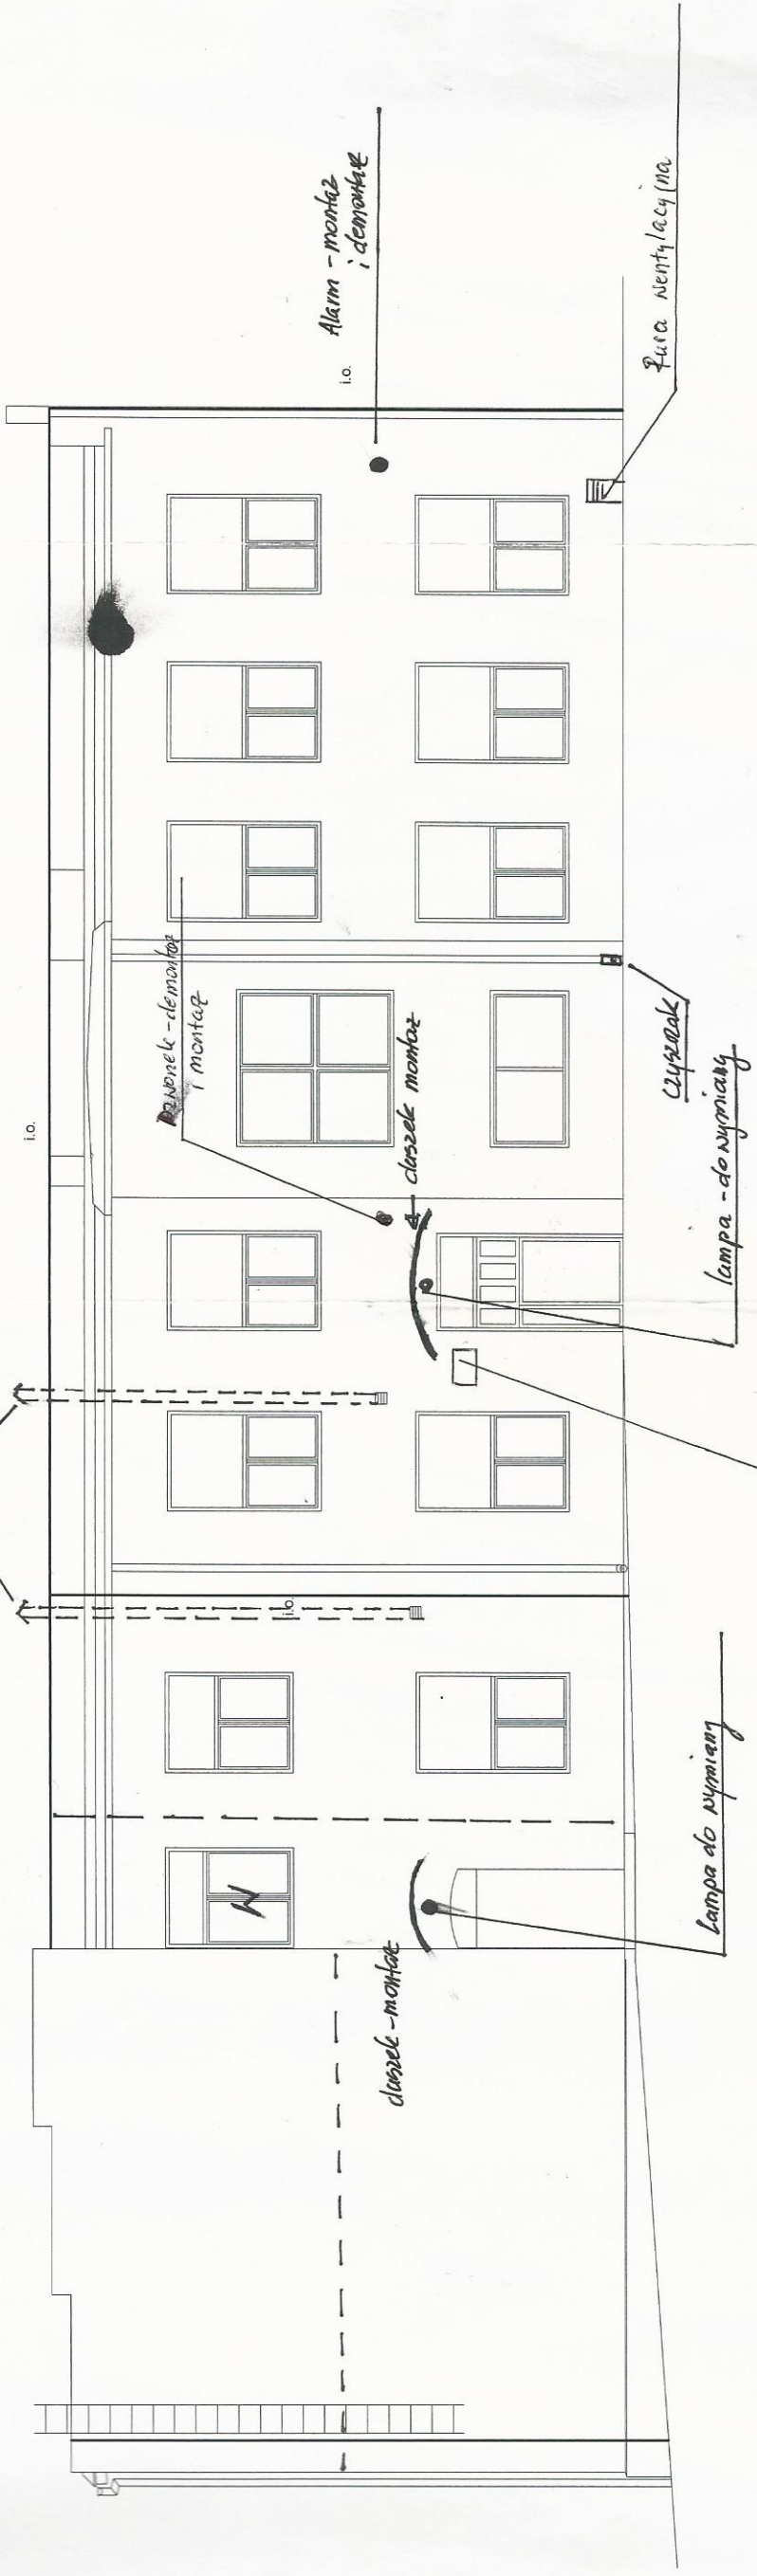 Alarm - montaż
i demontaż
i.o.
Rura wentylacyjna
Dzwonek - demontaż
i montaż
i.o.
daszek montaż
czyszczak
lampa - do wymiany
i.o.
M
daszek - montaż
Lampa do wymiany